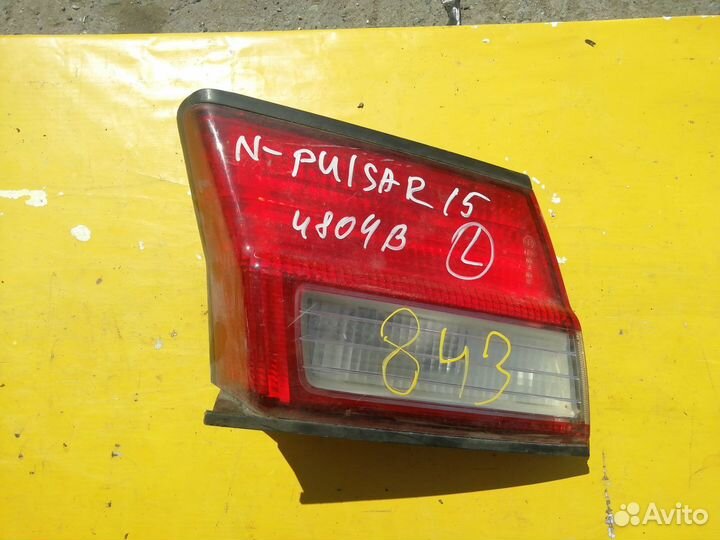 N-PULSAR 15
4804B L
843
Avito